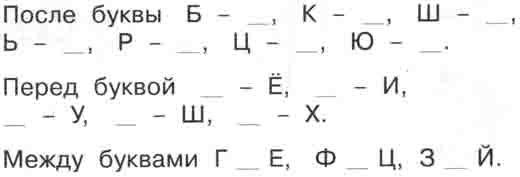 После буквы Б – __, К – __, Ш – __,
Ь – __, Р – __, Ц – __, Ю – __.
Перед буквой __ – Ё, __ – И,
__ – У, __ – Ш, __ – Х.
Между буквами Г __ Е, Ф __ Ц, З __ Й.